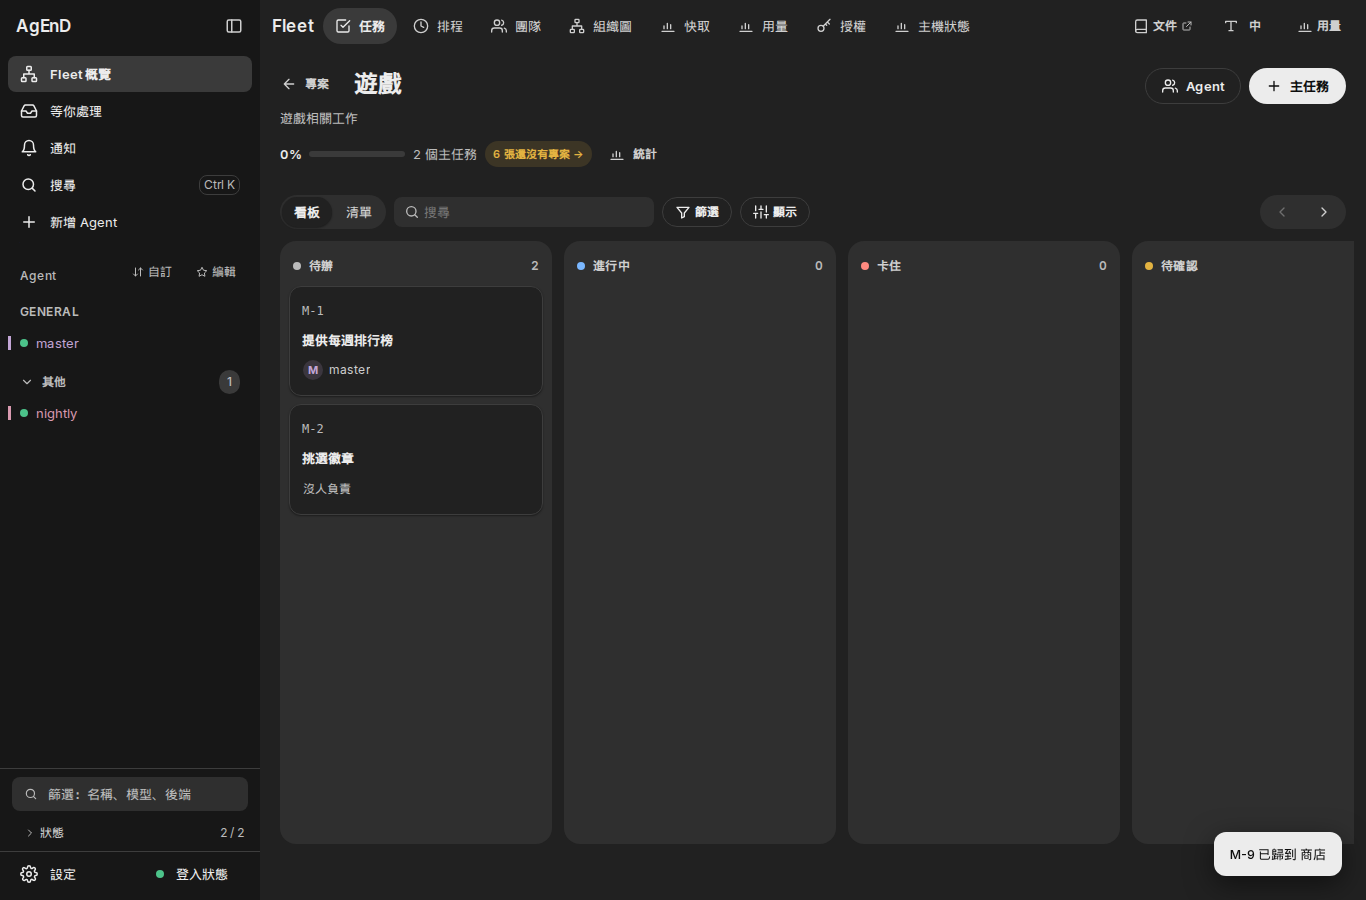 AgEnD
Fleet 概覽
等你處理
通知
搜尋 Ctrl K
新增 Agent
Agent 自訂 編輯
GENERAL
master
其他 1
nightly
篩選：名稱、模型、後端
狀態 2 / 2
設定 登入狀態
Fleet 任務 排程 團隊 組織圖 快取 用量 授權 主機狀態 文件 中 用量
專案 遊戲 Agent 主任務
遊戲相關工作
0% 2 個主任務 6 張還沒有專案 → 統計
看板 清單 搜尋 篩選 顯示
待辦 2
M-1
提供每週排行榜
M master
M-2
挑選徽章
沒人負責
進行中 0
卡住 0
待確認
M-9 已歸到 商店